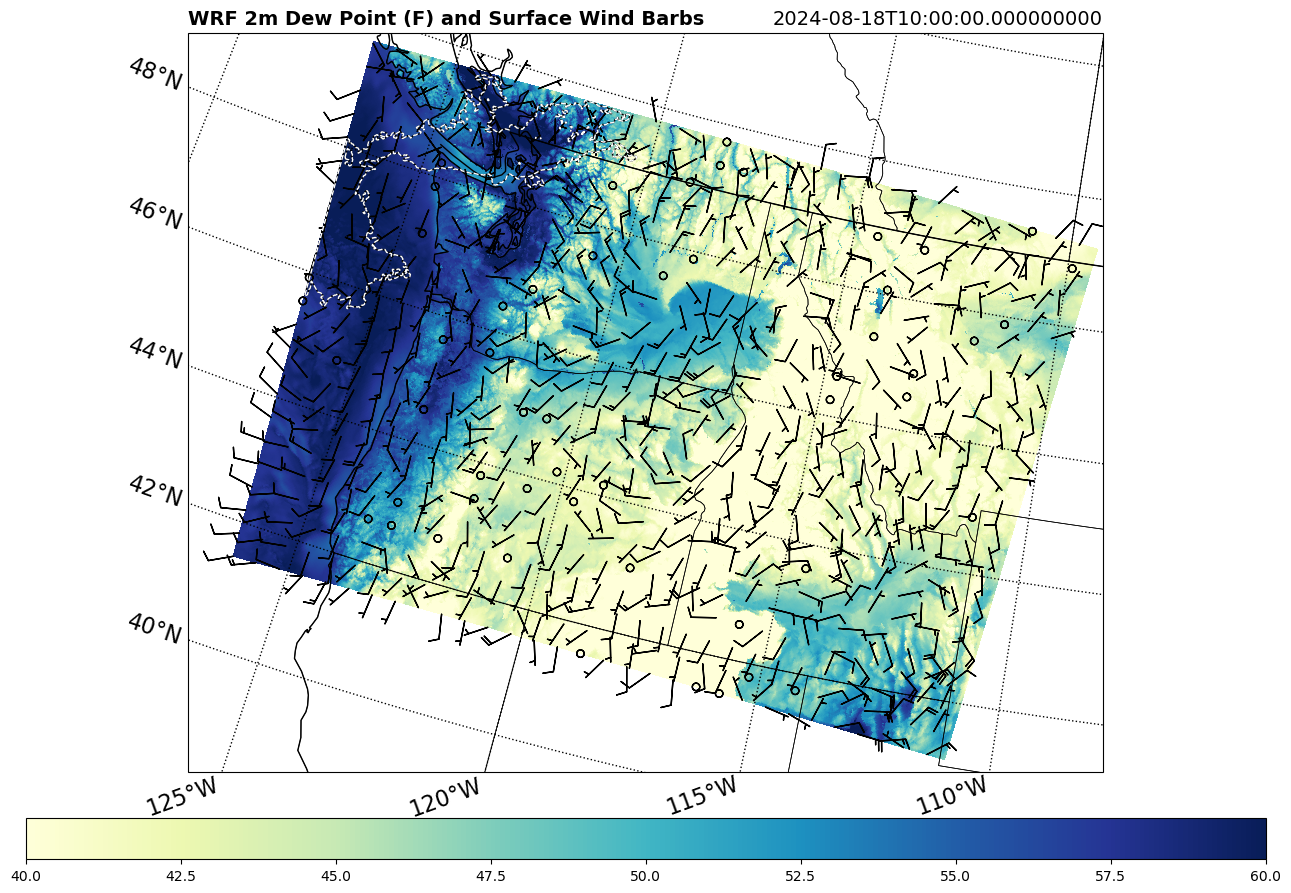 WRF 2m Dew Point (F) and Surface Wind Barbs 2024-08-18T10:00:00.000000000
48°N
46°N
44°N
42°N
40°N
125°W 120°W 115°W 110°W
40.0 42.5 45.0 47.5 50.0 52.5 55.0 57.5 60.0